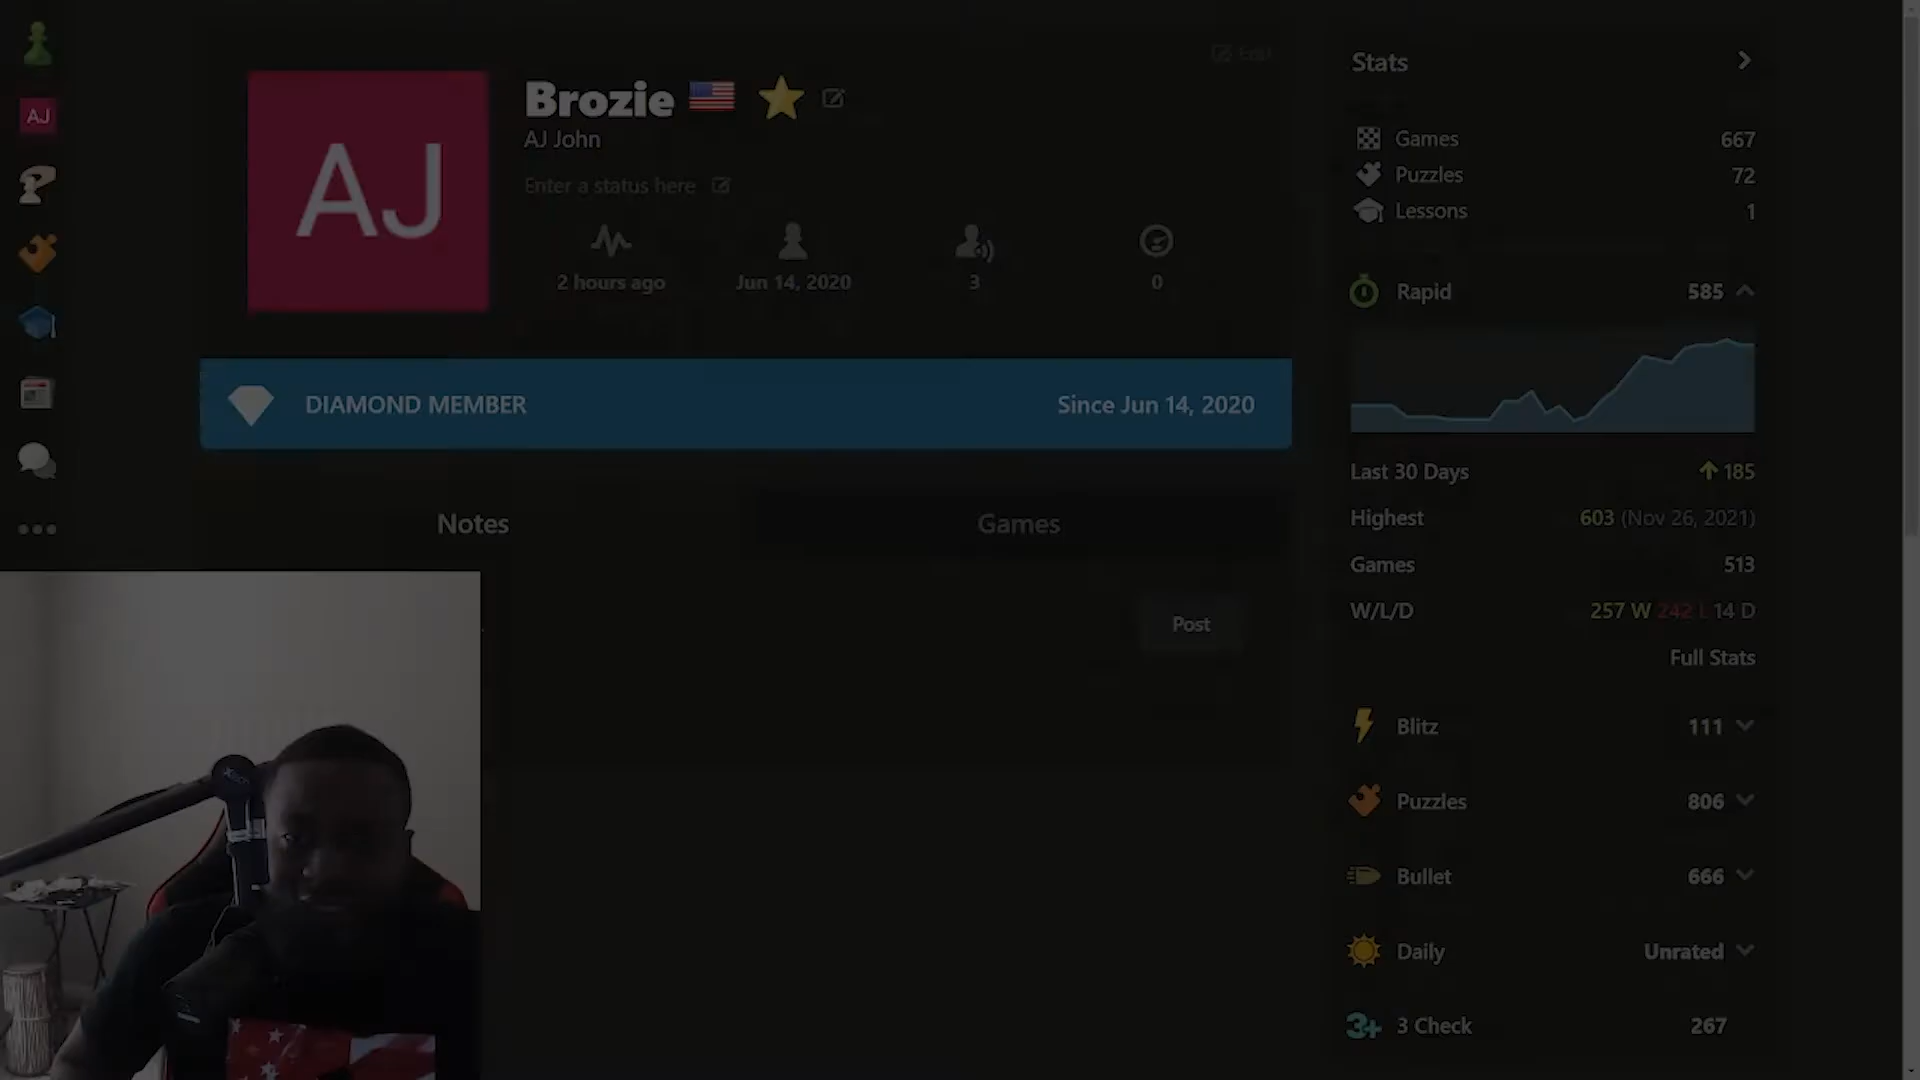 AJ
Edit
AJ
Brozie
AJ John
Enter a status here
2 hours ago
Jun 14, 2020
3
0
DIAMOND MEMBER
Since Jun 14, 2020
Notes
Games
Post
Stats
Games 667
Puzzles 72
Lessons 1
Rapid 585
Last 30 Days 185
Highest 603 (Nov 26, 2021)
Games 513
W/L/D 257 W 242 L 14 D
Full Stats
Blitz 111
Puzzles 806
Bullet 666
Daily Unrated
3+ 3 Check 267